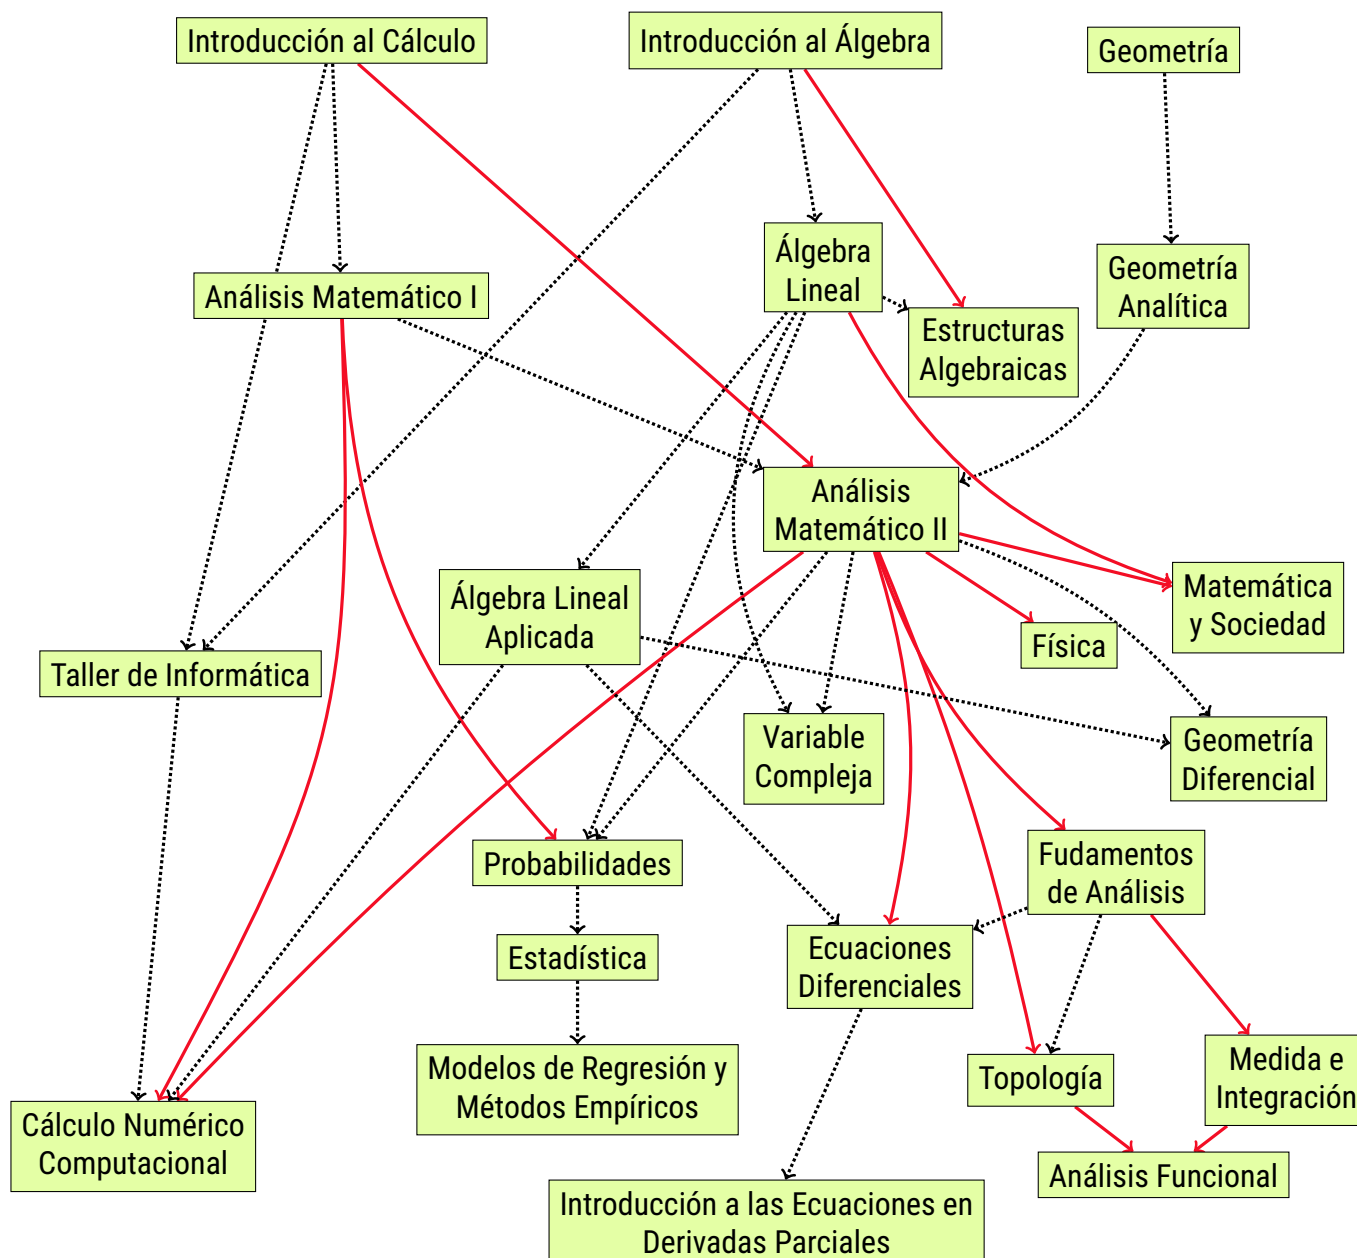 Introducción al Cálculo
Introducción al Álgebra
Geometría
Álgebra
Lineal
Geometría
Analítica
Análisis Matemático I
Estructuras
Algebraicas
Análisis
Matemático II
Matemática
y Sociedad
Álgebra Lineal
Aplicada
Física
Taller de Informática
Variable
Compleja
Geometría
Diferencial
Probabilidades
Fudamentos
de Análisis
Estadística
Ecuaciones
Diferenciales
Modelos de Regresión y
Métodos Empíricos
Topología
Medida e
Integración
Cálculo Numérico
Computacional
Análisis Funcional
Introducción a las Ecuaciones en
Derivadas Parciales